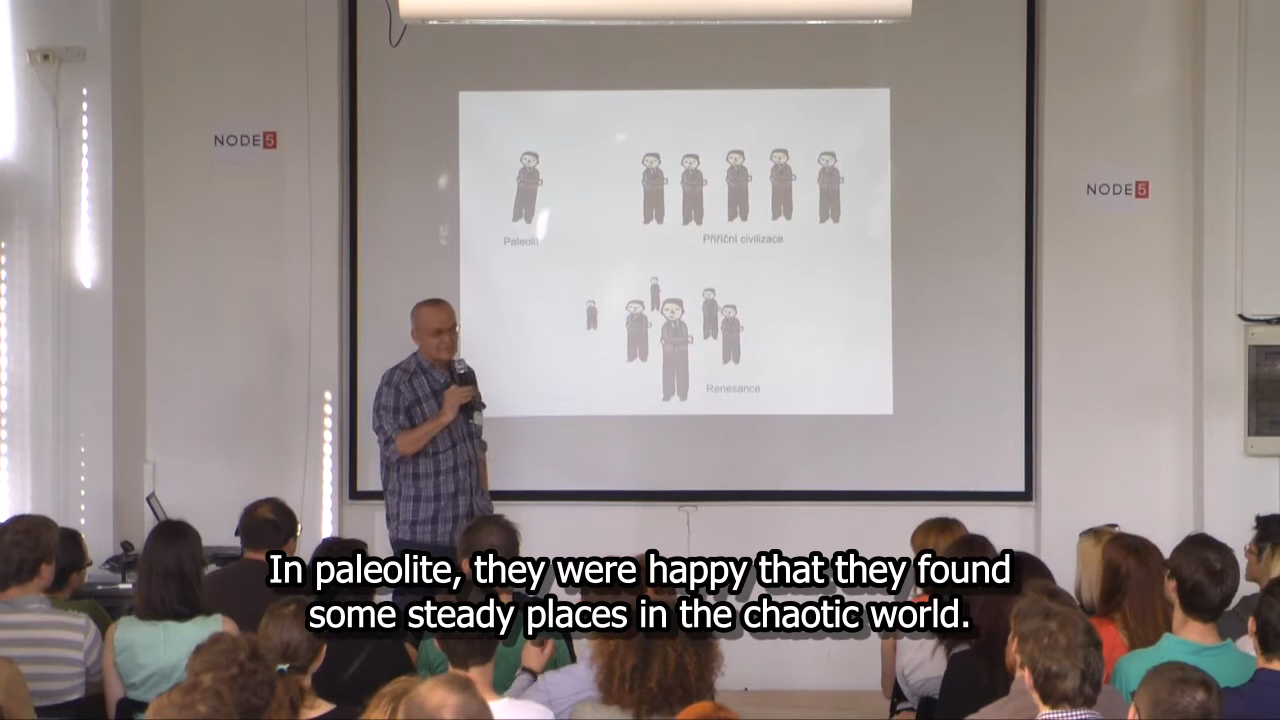 NODE5
NODE5
Paleolit
Příříční civilizace
Renesance
In paleolite, they were happy that they found
some steady places in the chaotic world.